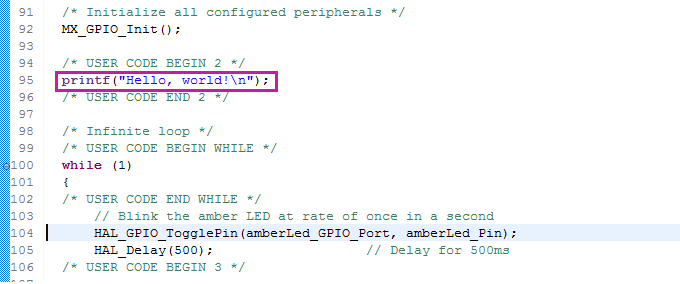 91 /* Initialize all configured peripherals */
92 MX_GPIO_Init();
93
94 /* USER CODE BEGIN 2 */
95 printf("Hello, world!\n");
96 /* USER CODE END 2 */
97
98 /* Infinite loop */
99 /* USER CODE BEGIN WHILE */
100 while (1)
101 {
102 /* USER CODE END WHILE */
103 // Blink the amber LED at rate of once in a second
104 HAL_GPIO_TogglePin(amberLed_GPIO_Port, amberLed_Pin);
105 HAL_Delay(500); // Delay for 500ms
106 /* USER CODE BEGIN 3 */